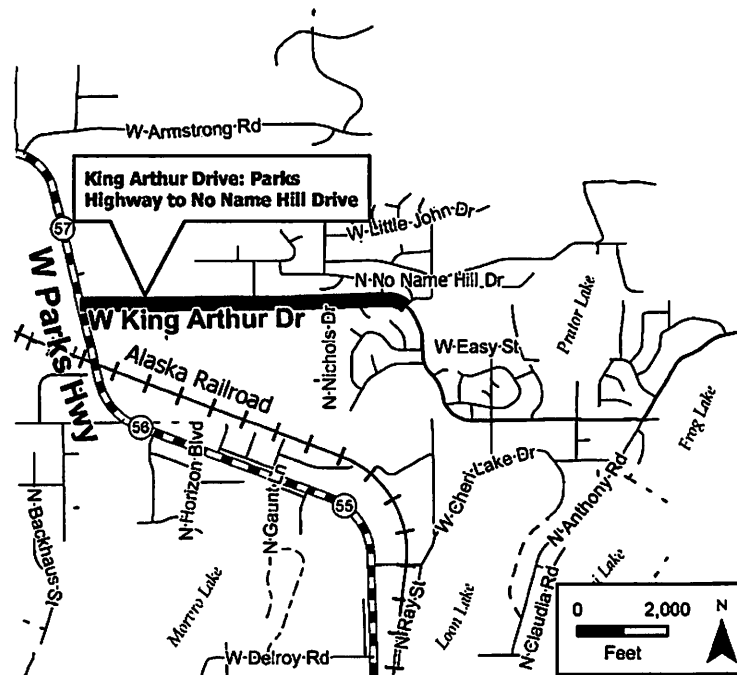 W Armstrong Rd
King Arthur Drive: Parks
Highway to No Name Hill Drive
57
W Little John Dr
N No Name Hill Dr
W Parks Hwy
W King Arthur Dr
Prator Lake
N Nichols Dr
W Easy St
Alaska Railroad
Frog Lake
56
N Horizon Blvd
N Gaunt Ln
55
W Cheri Lake Dr
N Anthony Rd
N Backhaus St
Morvro Lake
N Ray St
Loon Lake
N Claudia Rd
Lake
W Delroy Rd
0 2,000
Feet
N